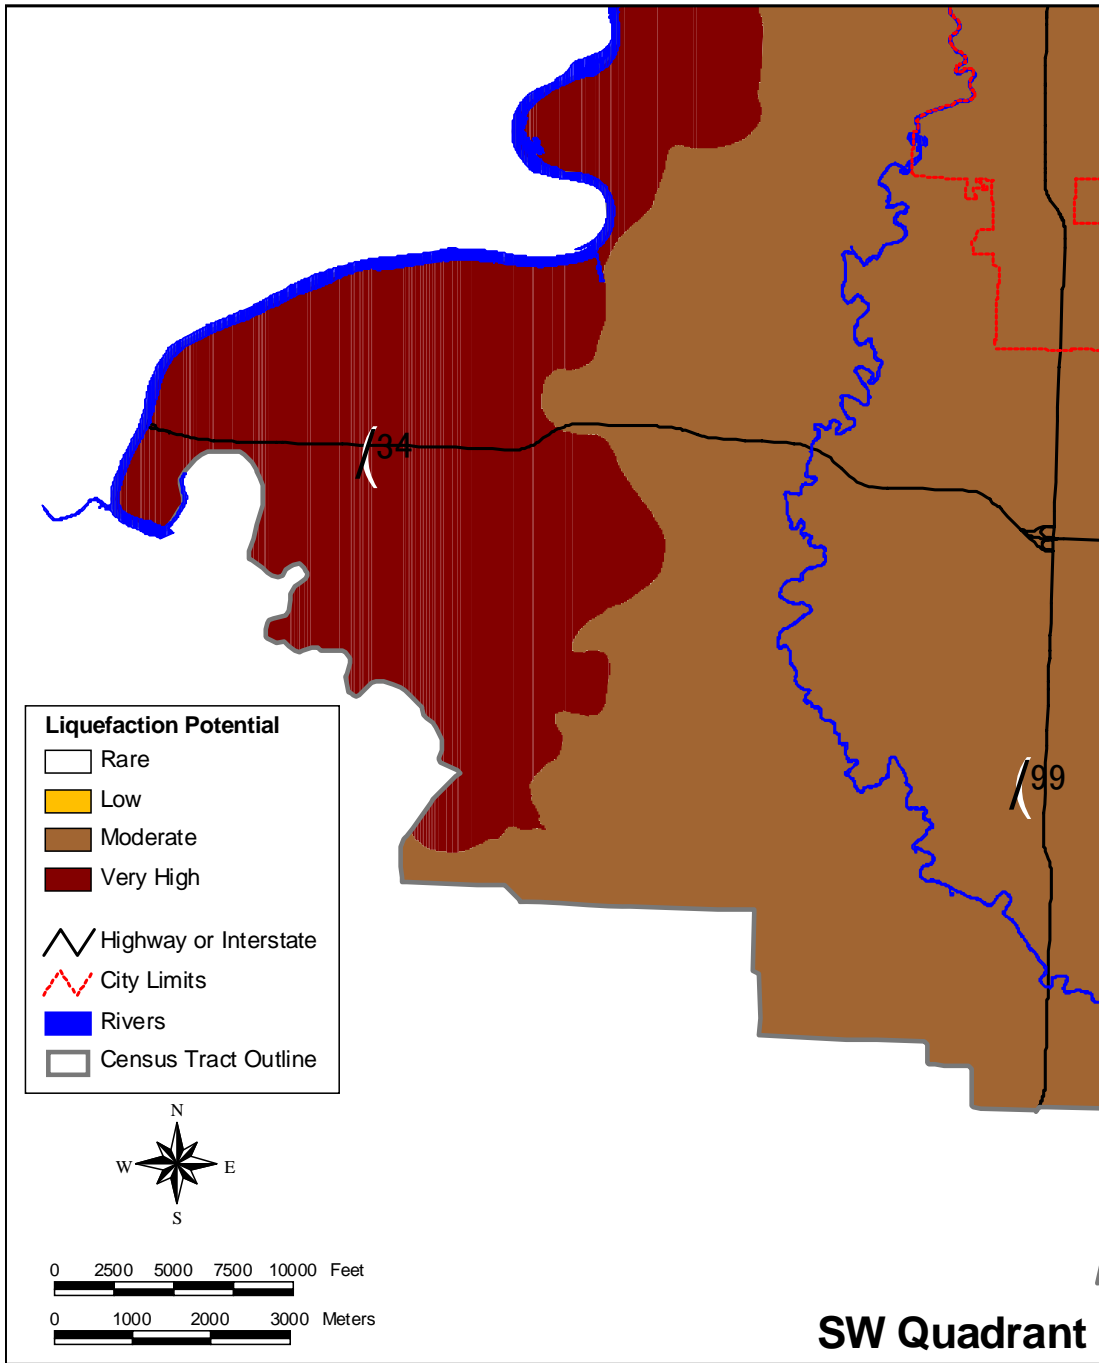 34
99
Liquefaction Potential
Rare
Low
Moderate
Very High
Highway or Interstate
City Limits
Rivers
Census Tract Outline
N
W E
S
0 2500 5000 7500 10000 Feet
0 1000 2000 3000 Meters
SW Quadrant